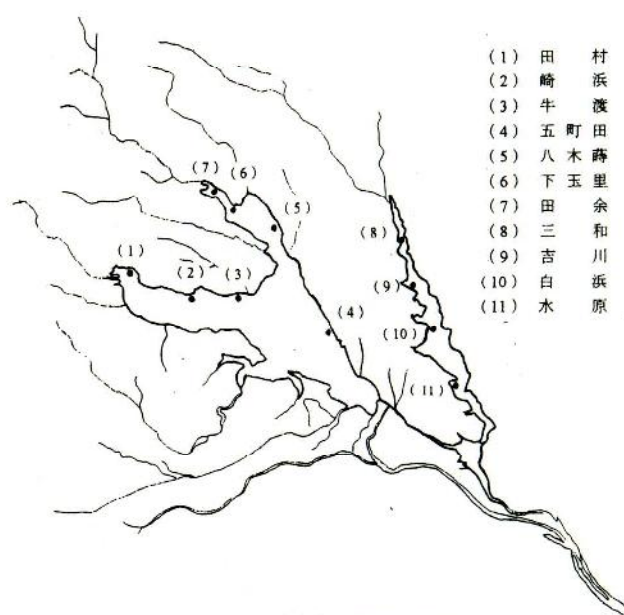 (1) 田村
(2) 崎浜
(3) 牛渡
(4) 五町田
(5) 八木蒔
(6) 下玉里
(7) 田余
(8) 三和
(9) 吉川
(10) 白浜
(11) 水原
(7) (6)
(5)
(8)
(1)
(2) (3)
(9)
(4)
(10)
(11)